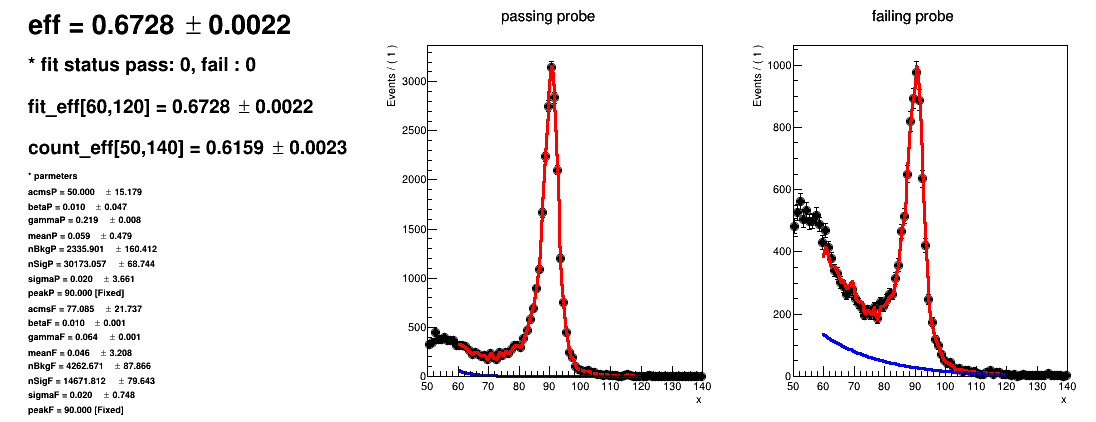 eff = 0.6728 ± 0.0022
* fit status pass: 0, fail : 0
fit_eff[60,120] = 0.6728 ± 0.0022
count_eff[50,140] = 0.6159 ± 0.0023
* parmeters
acmsP = 50.000 ± 15.179
betaP = 0.010 ± 0.047
gammaP = 0.219 ± 0.008
meanP = 0.059 ± 0.479
nBkgP = 2335.901 ± 160.412
nSigP = 30173.057 ± 68.744
sigmaP = 0.020 ± 3.661
peakP = 90.000 [Fixed]
acmsF = 77.085 ± 21.737
betaF = 0.010 ± 0.001
gammaF = 0.064 ± 0.001
meanF = 0.046 ± 3.208
nBkgF = 4262.671 ± 87.866
nSigF = 14671.812 ± 79.643
sigmaF = 0.020 ± 0.748
peakF = 90.000 [Fixed]
passing probe
Events / ( 1 )
3000
2500
2000
1500
1000
500
0
50 60 70 80 90 100 110 120 130 140
x
failing probe
Events / ( 1 )
1000
800
600
400
200
0
50 60 70 80 90 100 110 120 130 140
x